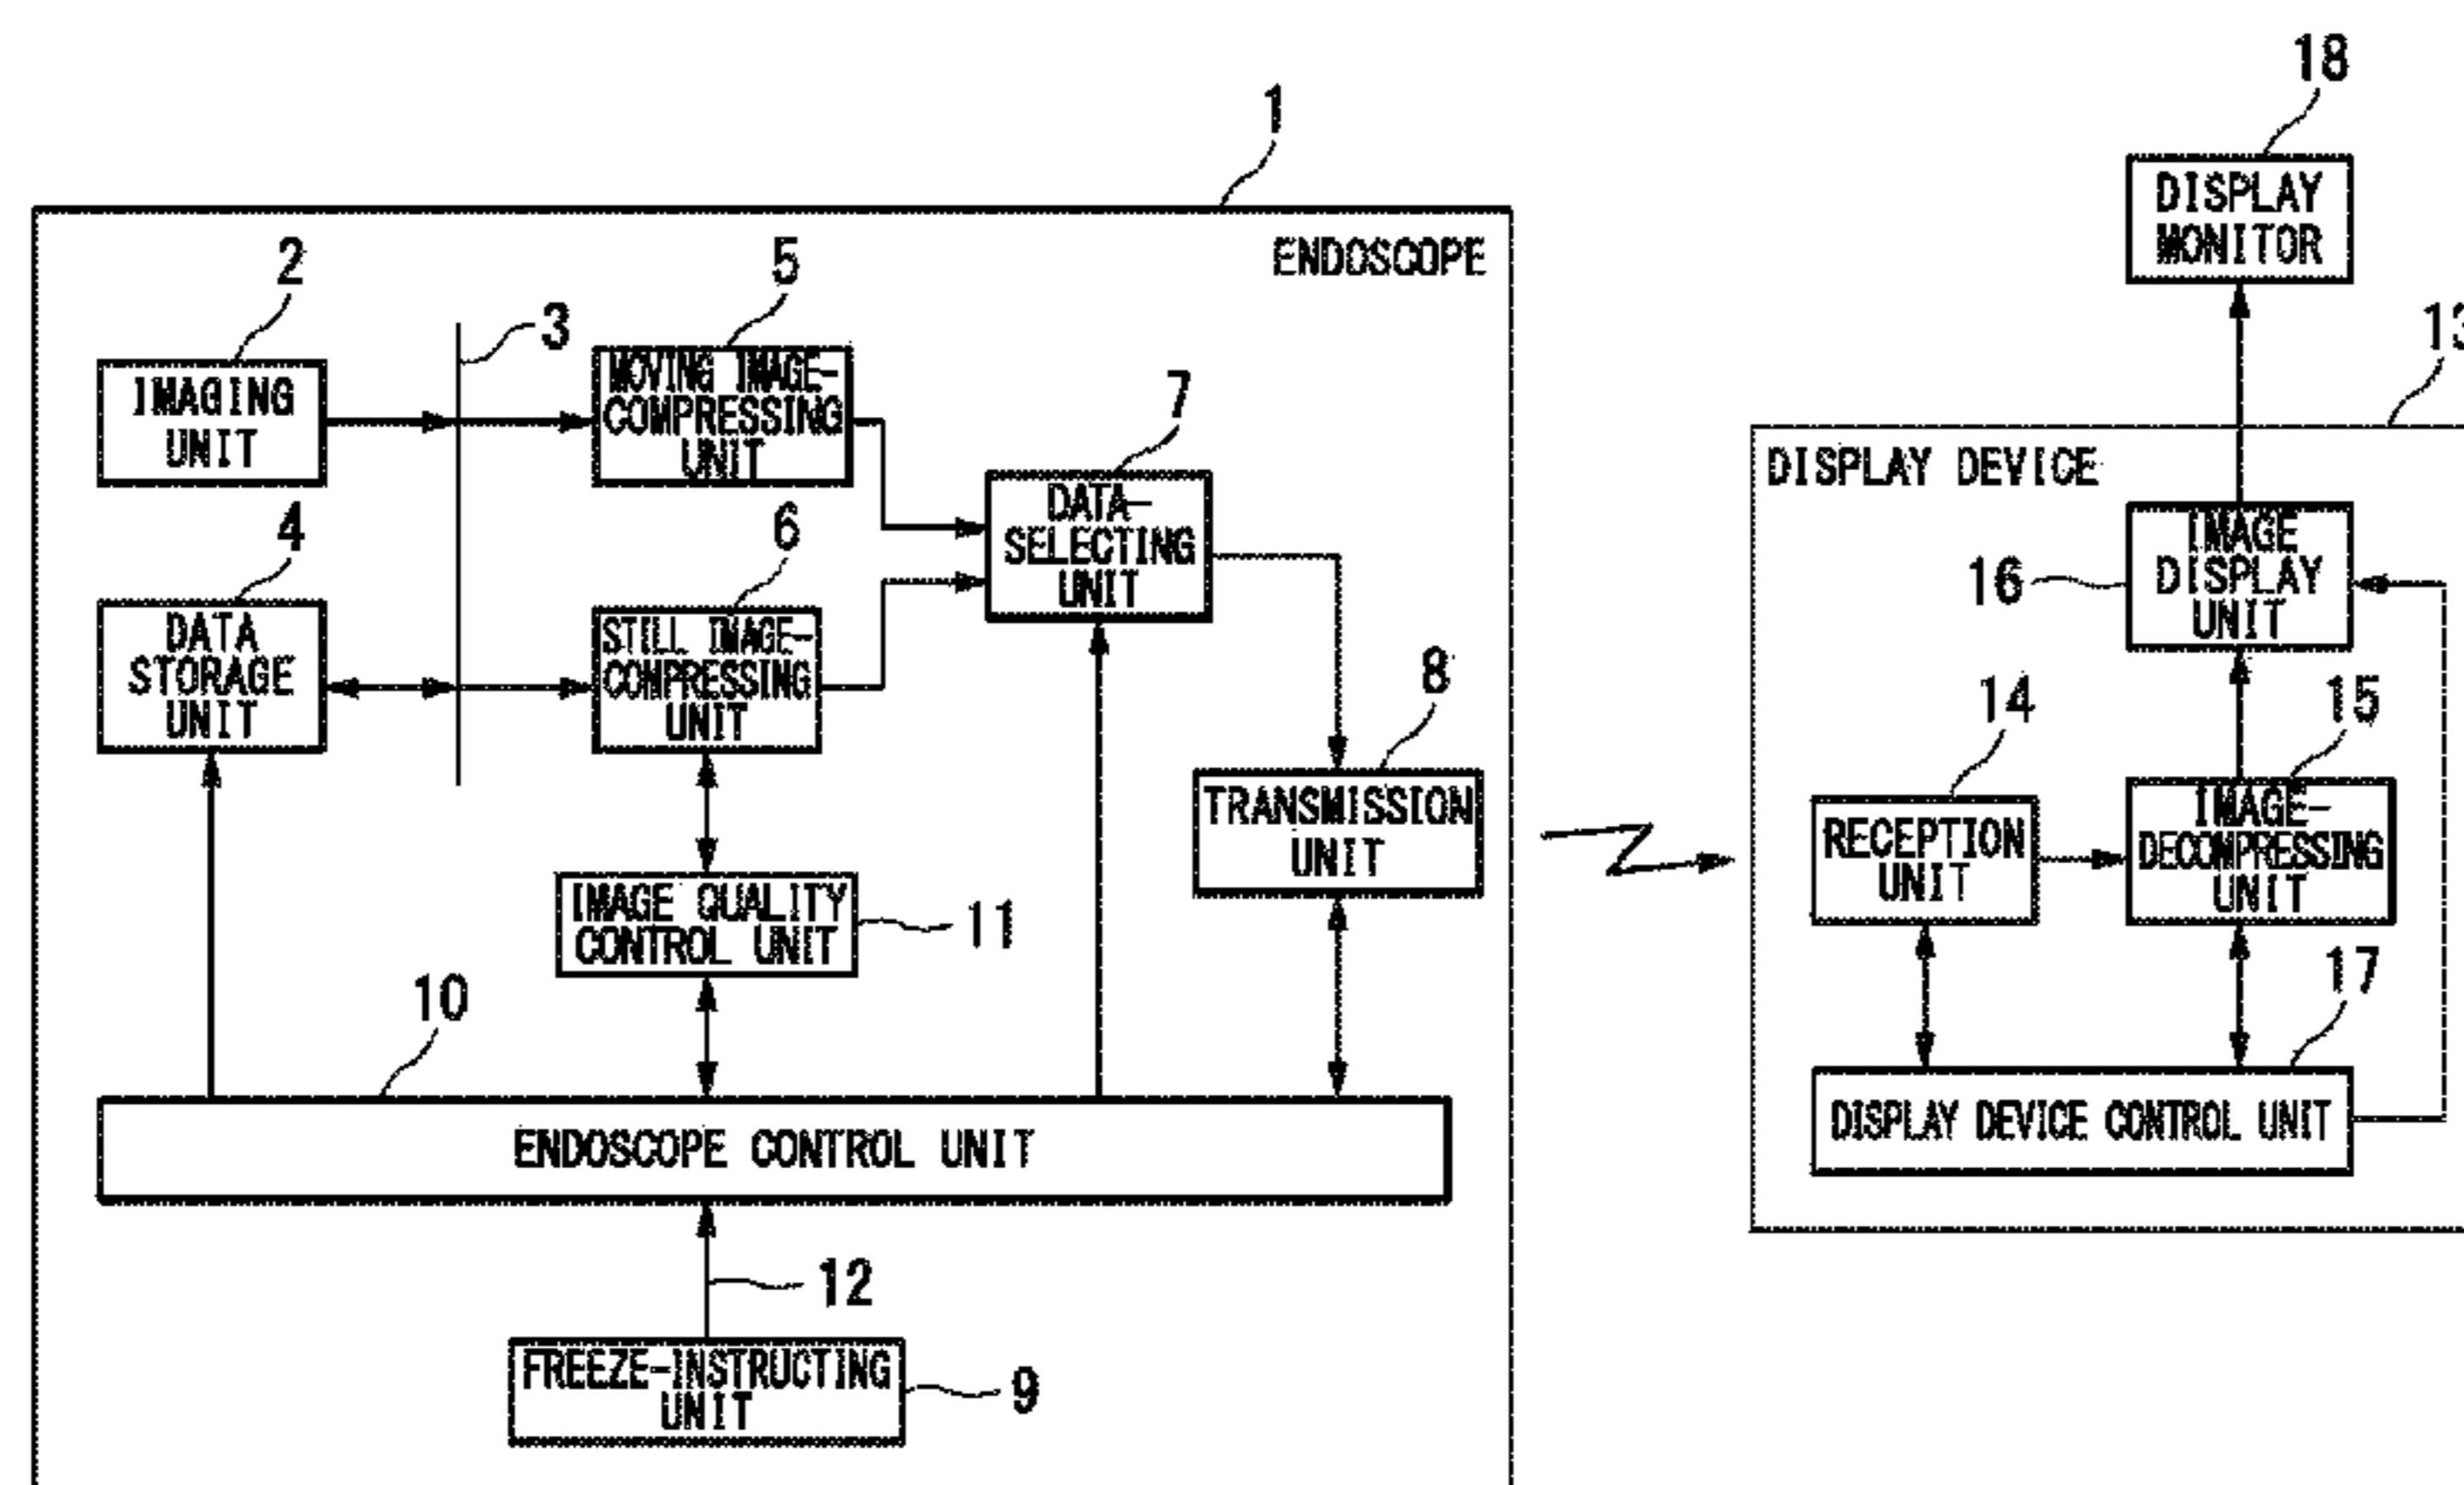 18
1
DISPLAY
MONITOR
ENDOSCOPE
2
5
3
13
IMAGING
UNIT
MOVING IMAGE-
COMPRESSING
UNIT
7
DISPLAY DEVICE
4
6
DATA-
SELECTING
UNIT
16
IMAGE
DISPLAY
UNIT
DATA
STORAGE
UNIT
STILL IMAGE-
COMPRESSING
UNIT
8
14
15
TRANSMISSION
UNIT
RECEPTION
UNIT
IMAGE-
DECOMPRESSING
UNIT
IMAGE QUALITY
CONTROL UNIT
11
10
17
ENDOSCOPE CONTROL UNIT
DISPLAY DEVICE CONTROL UNIT
12
FREEZE-INSTRUCTING
UNIT
9